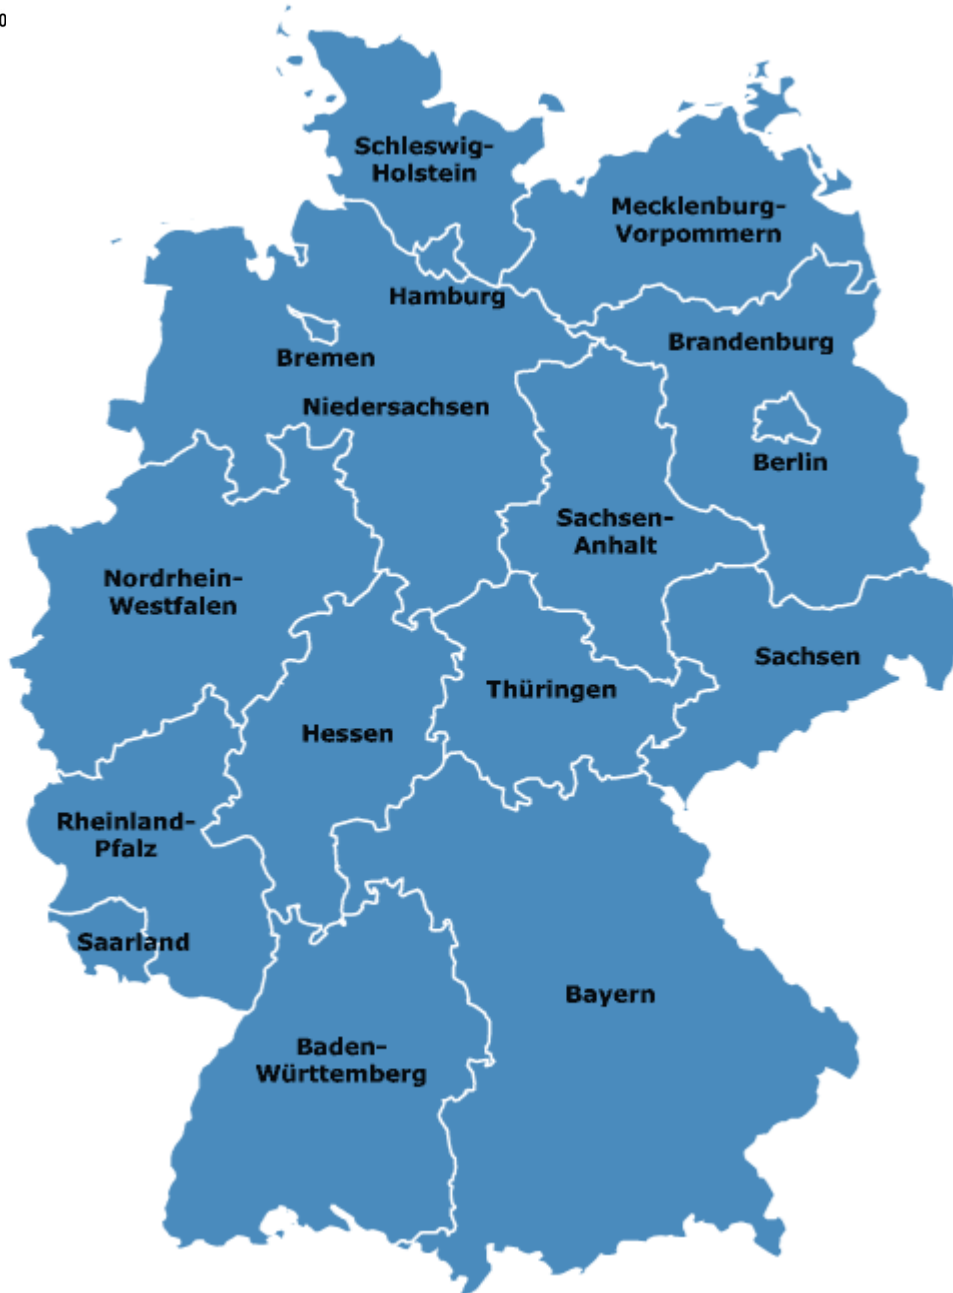 0
Schleswig-
Holstein
Mecklenburg-
Vorpommern
Hamburg
Brandenburg
Bremen
Niedersachsen
Berlin
Sachsen-
Anhalt
Nordrhein-
Westfalen
Sachsen
Thüringen
Hessen
Rheinland-
Pfalz
Saarland
Bayern
Baden-
Württemberg